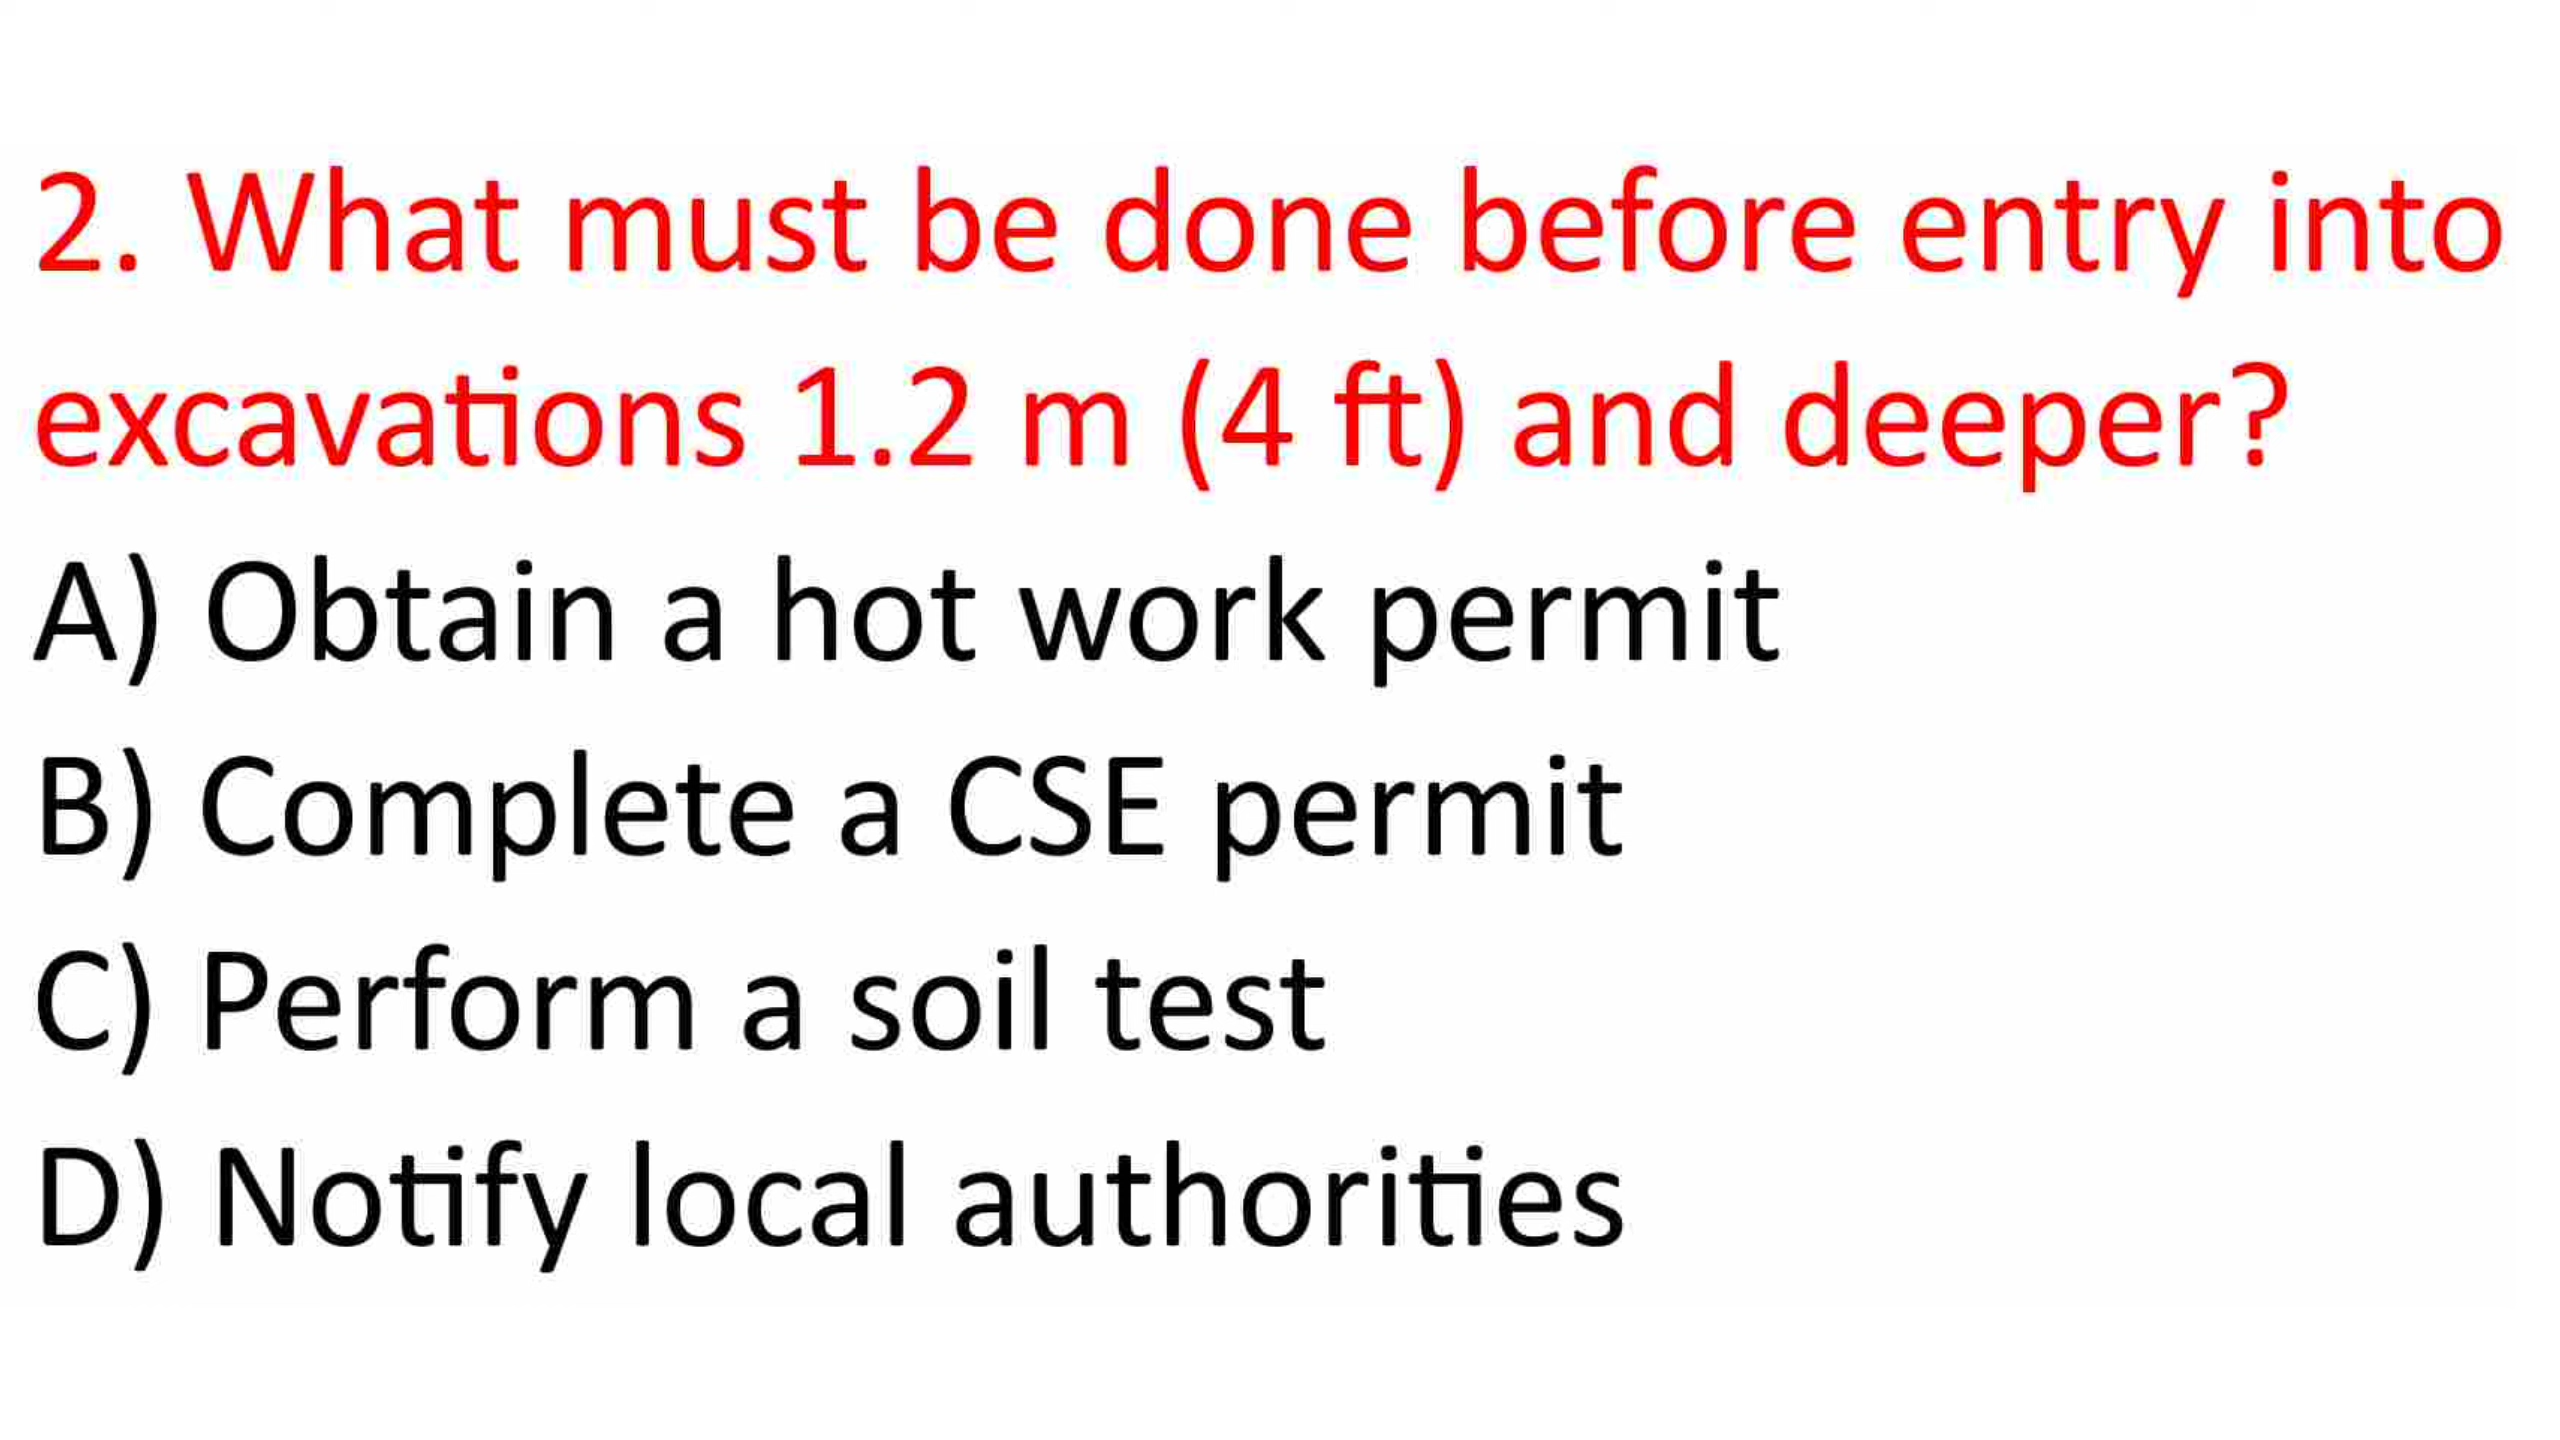 2. What must be done before entry into
excavations 1.2 m (4 ft) and deeper?
A) Obtain a hot work permit
B) Complete a CSE permit
C) Perform a soil test
D) Notify local authorities